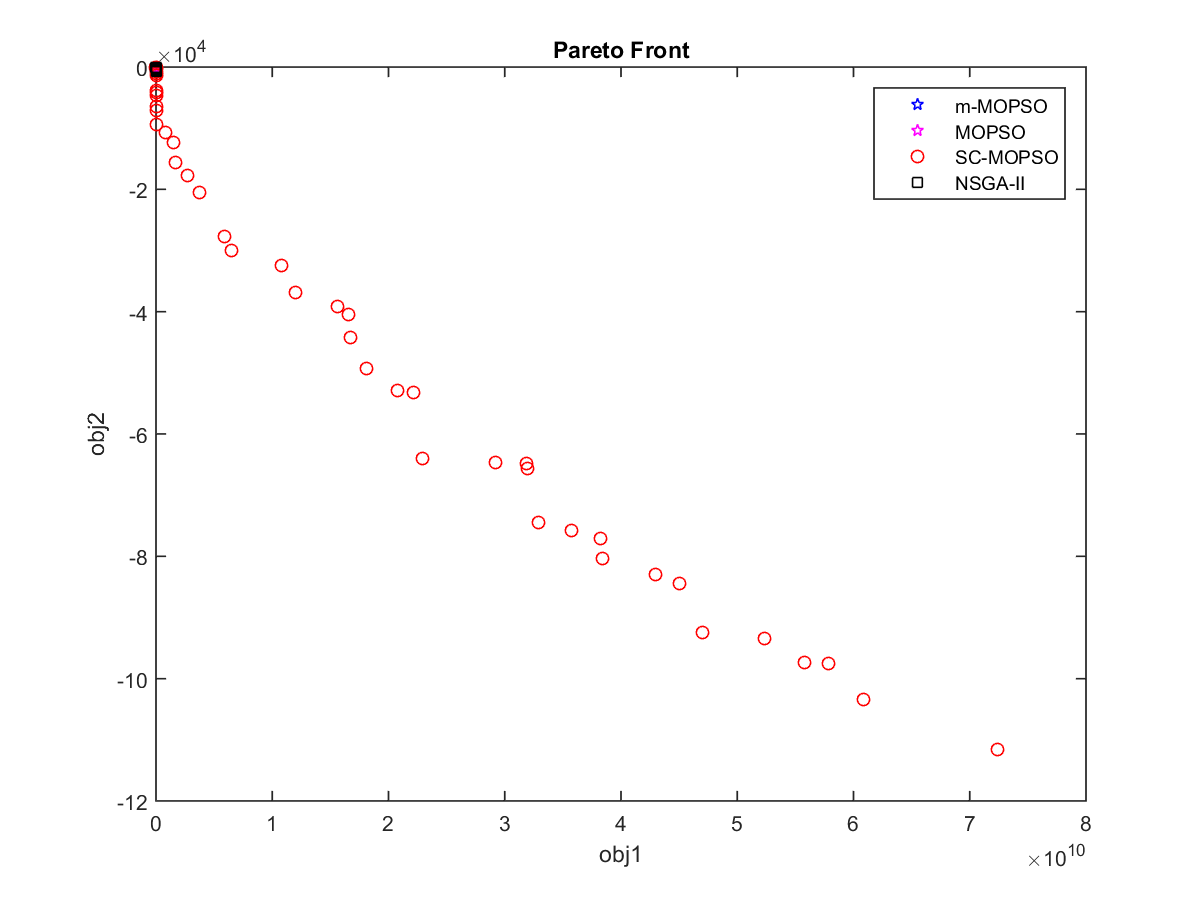 Pareto Front
×10^4
0
-2
-4
-6
-8
-10
-12
obj2
0 1 2 3 4 5 6 7 8
obj1
×10^10
m-MOPSO
MOPSO
SC-MOPSO
NSGA-II